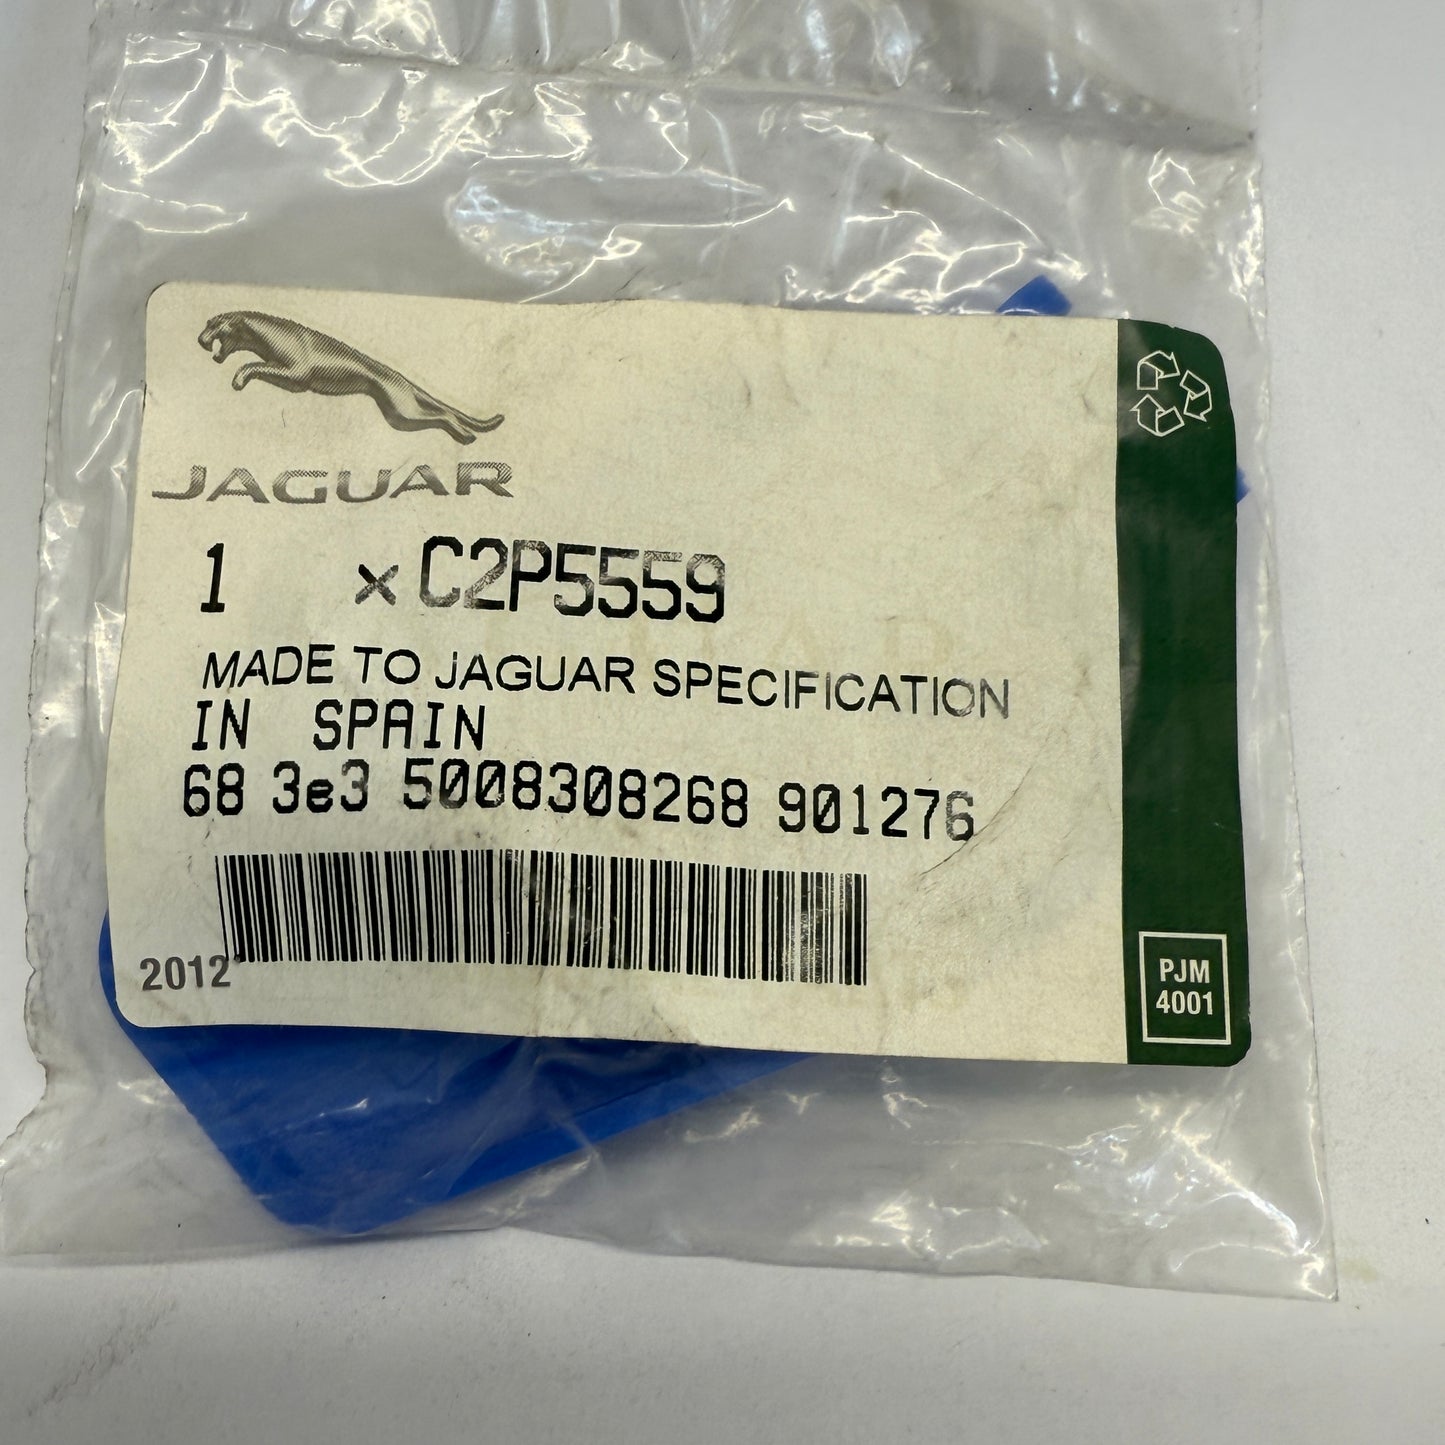 JAGUAR
1 x C2P5559
MADE TO JAGUAR SPECIFICATION
IN SPAIN
68 3e3 5008308268 901276
2012
PJM
4001